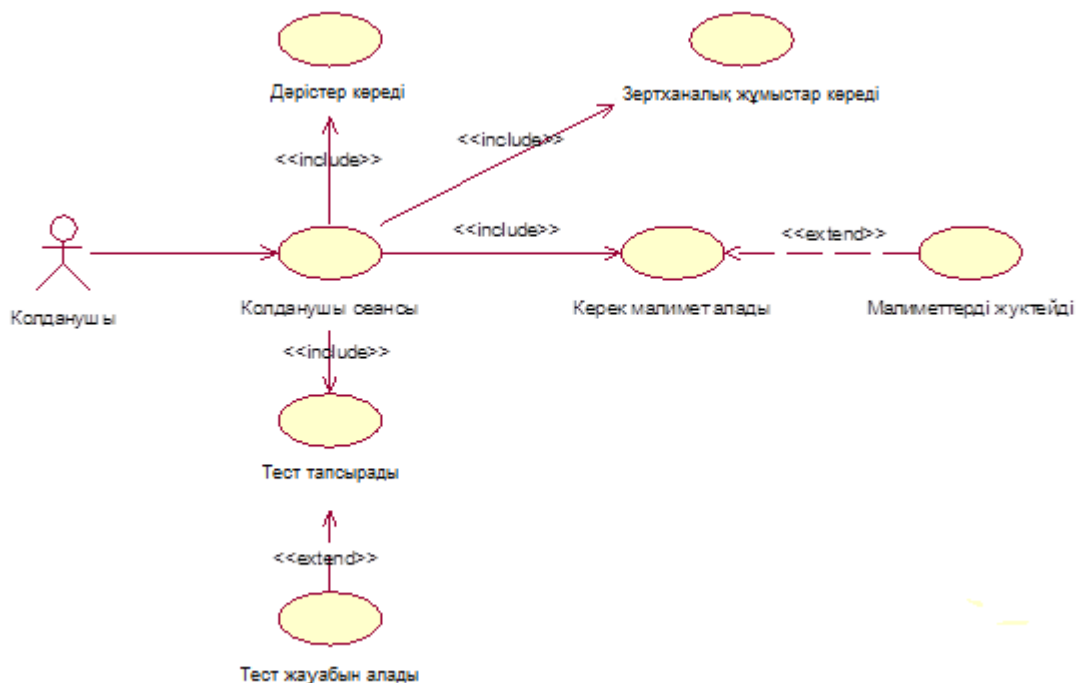 Дәрістер көреді
Зертханалық жұмыстар көреді
<<include>>
<<include>>
<<include>>
<<extend>>
Колданушы
Колданушы сеансы
Керек малимет алады
Малиметтерді жуктейді
<<include>>
Тест тапсырады
<<extend>>
Тест жауабын алады